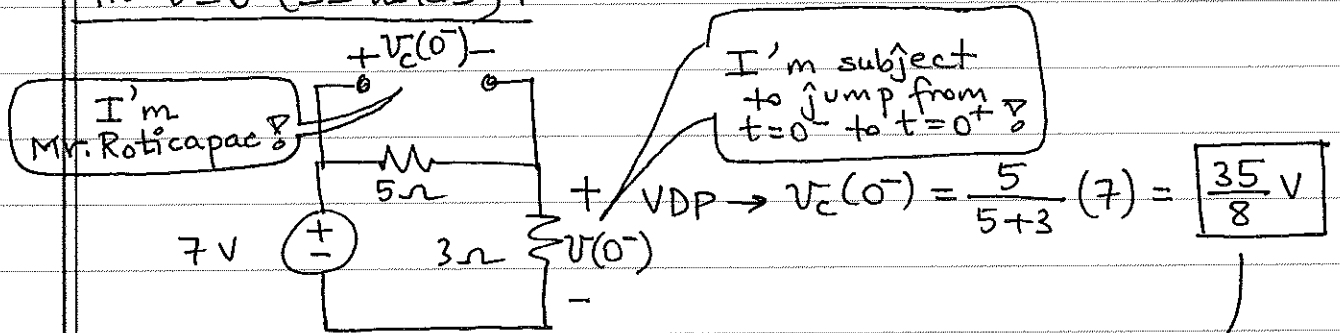 + v_c(0⁻) −
I'm
Mr. Roticapac!
I'm subject
to jump from
t=0⁻ to t=0⁺!
5Ω
7 V
+
−
3Ω
+
v(0⁻)
−
VDP → v_c(0⁻) = 5/(5+3) (7) = 35/8 V